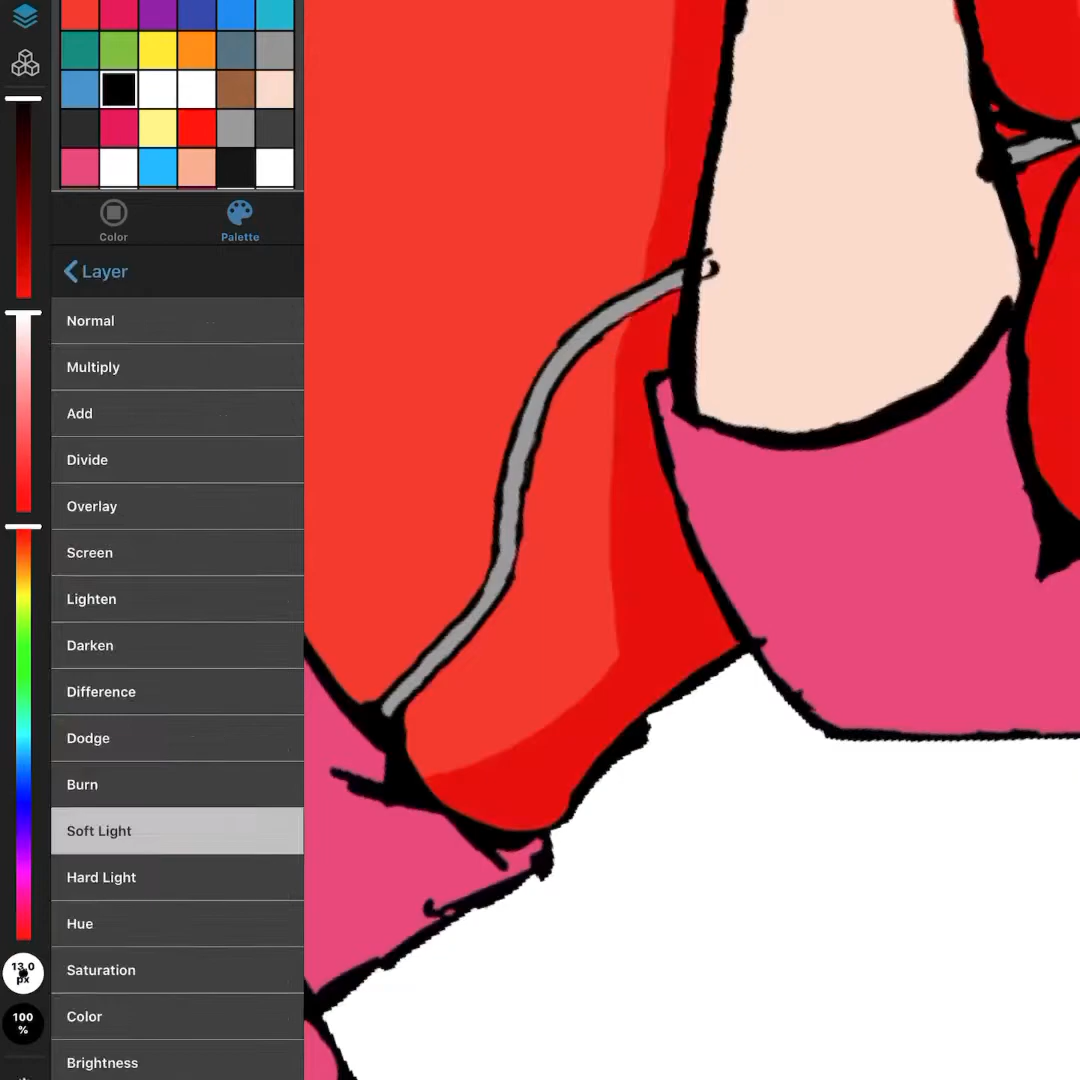 Color
Palette
Layer
Normal
Multiply
Add
Divide
Overlay
Screen
Lighten
Darken
Difference
Dodge
Burn
Soft Light
Hard Light
Hue
Saturation
Color
Brightness
13.0
px
100
%